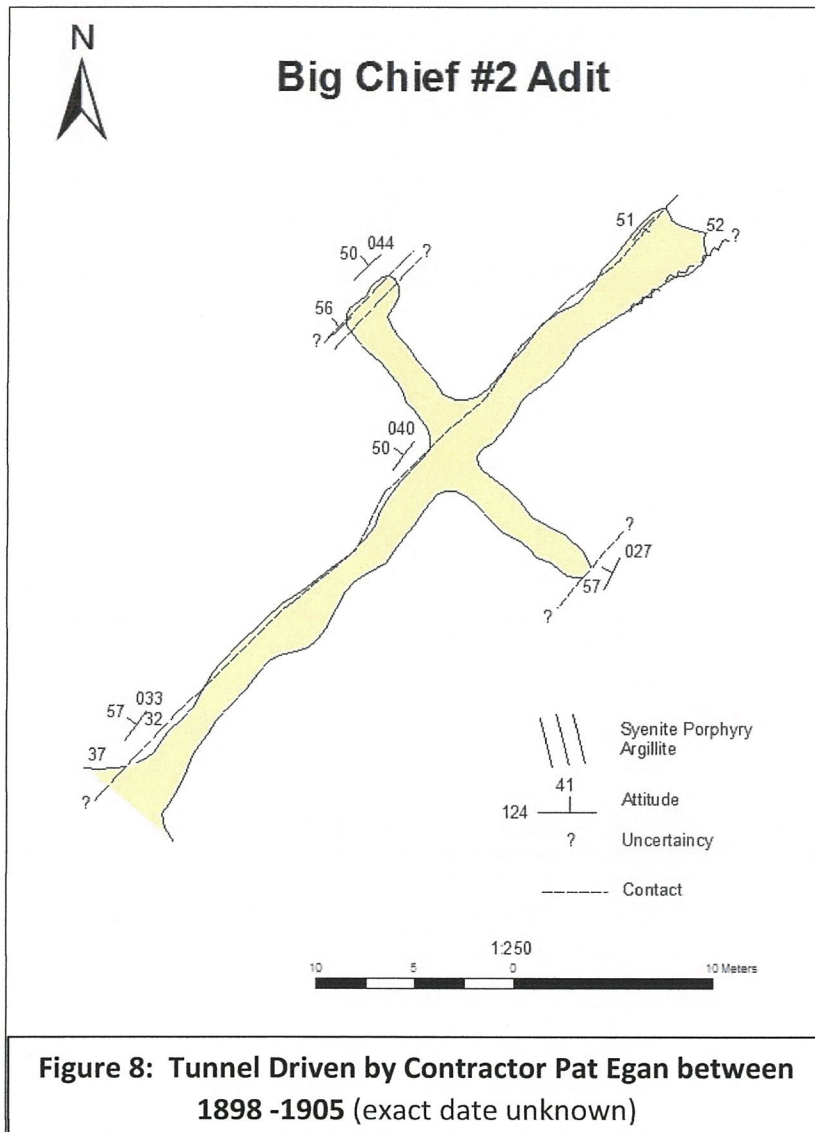 N
Big Chief #2 Adit
51
52
?
044
50
?
56
?
040
50
?
027
57
?
033
57
32
37
?
Syenite Porphyry
Argillite
41
124
Attitude
?
Uncertaincy
Contact
1:250
10 5 0 10 Meters
Figure 8: Tunnel Driven by Contractor Pat Egan between
1898 -1905 (exact date unknown)